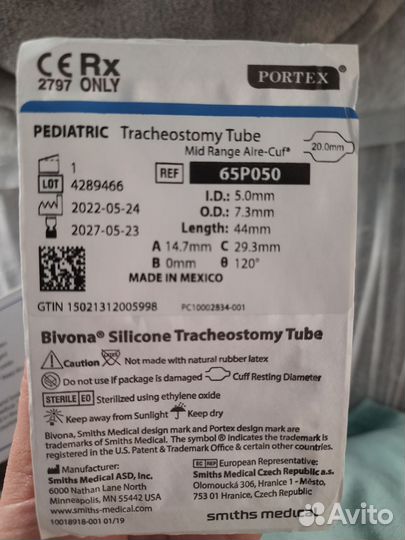 CE Rx
2797 ONLY
PORTEX®
PEDIATRIC Tracheostomy Tube
Mid Range Aire-Cuf®
20.0mm
1
REF 65P050
LOT 4289466
I.D.: 5.0mm
O.D.: 7.3mm
2022-05-24
Length: 44mm
2027-05-23
A 14.7mm C 29.3mm
B 0mm θ 120°
MADE IN MEXICO
GTIN 15021312005998 PC10002834-001
Bivona® Silicone Tracheostomy Tube
Caution LATEX Not made with natural rubber latex
Do not use if package is damaged Cuff Resting Diameter
STERILE EO Sterilized using ethylene oxide
Keep away from Sunlight Keep dry
Bivona, Smiths Medical design mark and Portex design mark are
trademarks of Smiths Medical. The symbol ® indicates the trademark is
registered in the U.S. Patent & Trademark Office & certain other countries.
Manufacturer:
Smiths Medical ASD, Inc.
6000 Nathan Lane North
Minneapolis, MN 55442 USA
smiths-medical.com
10018918-001 01/19
EC REP European Representative:
Smiths Medical Czech Republic a.s.
Olomoucká 306, Hranice 1 - Město,
753 01 Hranice, Czech Republic
smiths medical
Avito